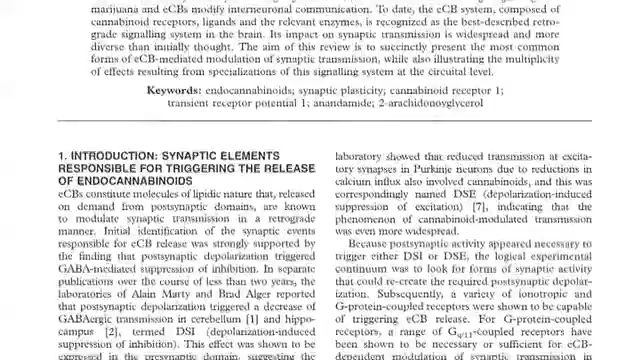 marijuana and eCBs modify interneuronal communication. To date, the eCB system, composed of
cannabinoid receptors, ligands and the relevant enzymes, is recognized as the best-described retro-
grade signalling system in the brain. Its impact on synaptic transmission is widespread and more
diverse than initially thought. The aim of this review is to succinctly present the most common
forms of eCB-mediated modulation of synaptic transmission, while also illustrating the multiplicity
of effects resulting from specializations of this signalling system at the circuital level.
Keywords: endocannabinoids; synaptic plasticity; cannabinoid receptor 1;
transient receptor potential 1; anandamide; 2-arachidonoylglycerol
1. INTRODUCTION: SYNAPTIC ELEMENTS
RESPONSIBLE FOR TRIGGERING THE RELEASE
OF ENDOCANNABINOIDS
eCBs constitute molecules of lipidic nature that, released
on demand from postsynaptic domains, are known
to modulate synaptic transmission in a retrograde
manner. Initial identification of the synaptic events
responsible for eCB release was strongly supported by
the finding that postsynaptic depolarization triggered
GABA-mediated suppression of inhibition. In separate
publications over the course of less than two years, the
laboratories of Alain Marty and Brad Alger reported
that postsynaptic depolarization triggered a decrease of
GABAergic transmission in cerebellum [1] and hippo-
campus [2], termed DSI (depolarization-induced
suppression of inhibition). This effect was shown to be
expressed in the presynaptic domain, suggesting the
laboratory showed that reduced transmission at excita-
tory synapses in Purkinje neurons due to reductions in
calcium influx also involved cannabinoids, and this was
correspondingly named DSE (depolarization-induced
suppression of excitation) [7], indicating that the
phenomenon of cannabinoid-modulated transmission
was even more widespread.
Because postsynaptic activity appeared necessary to
trigger either DSI or DSE, the logical experimental
continuum was to look for forms of synaptic activity
that could re-create the required postsynaptic depolar-
ization. Subsequently, a variety of ionotropic and
G-protein-coupled receptors were shown to be capable
of triggering eCB release. For G-protein-coupled
receptors, a range of Gq/11-coupled receptors have
been shown to be necessary or sufficient for eCB-
dependent modulation of synaptic transmission in